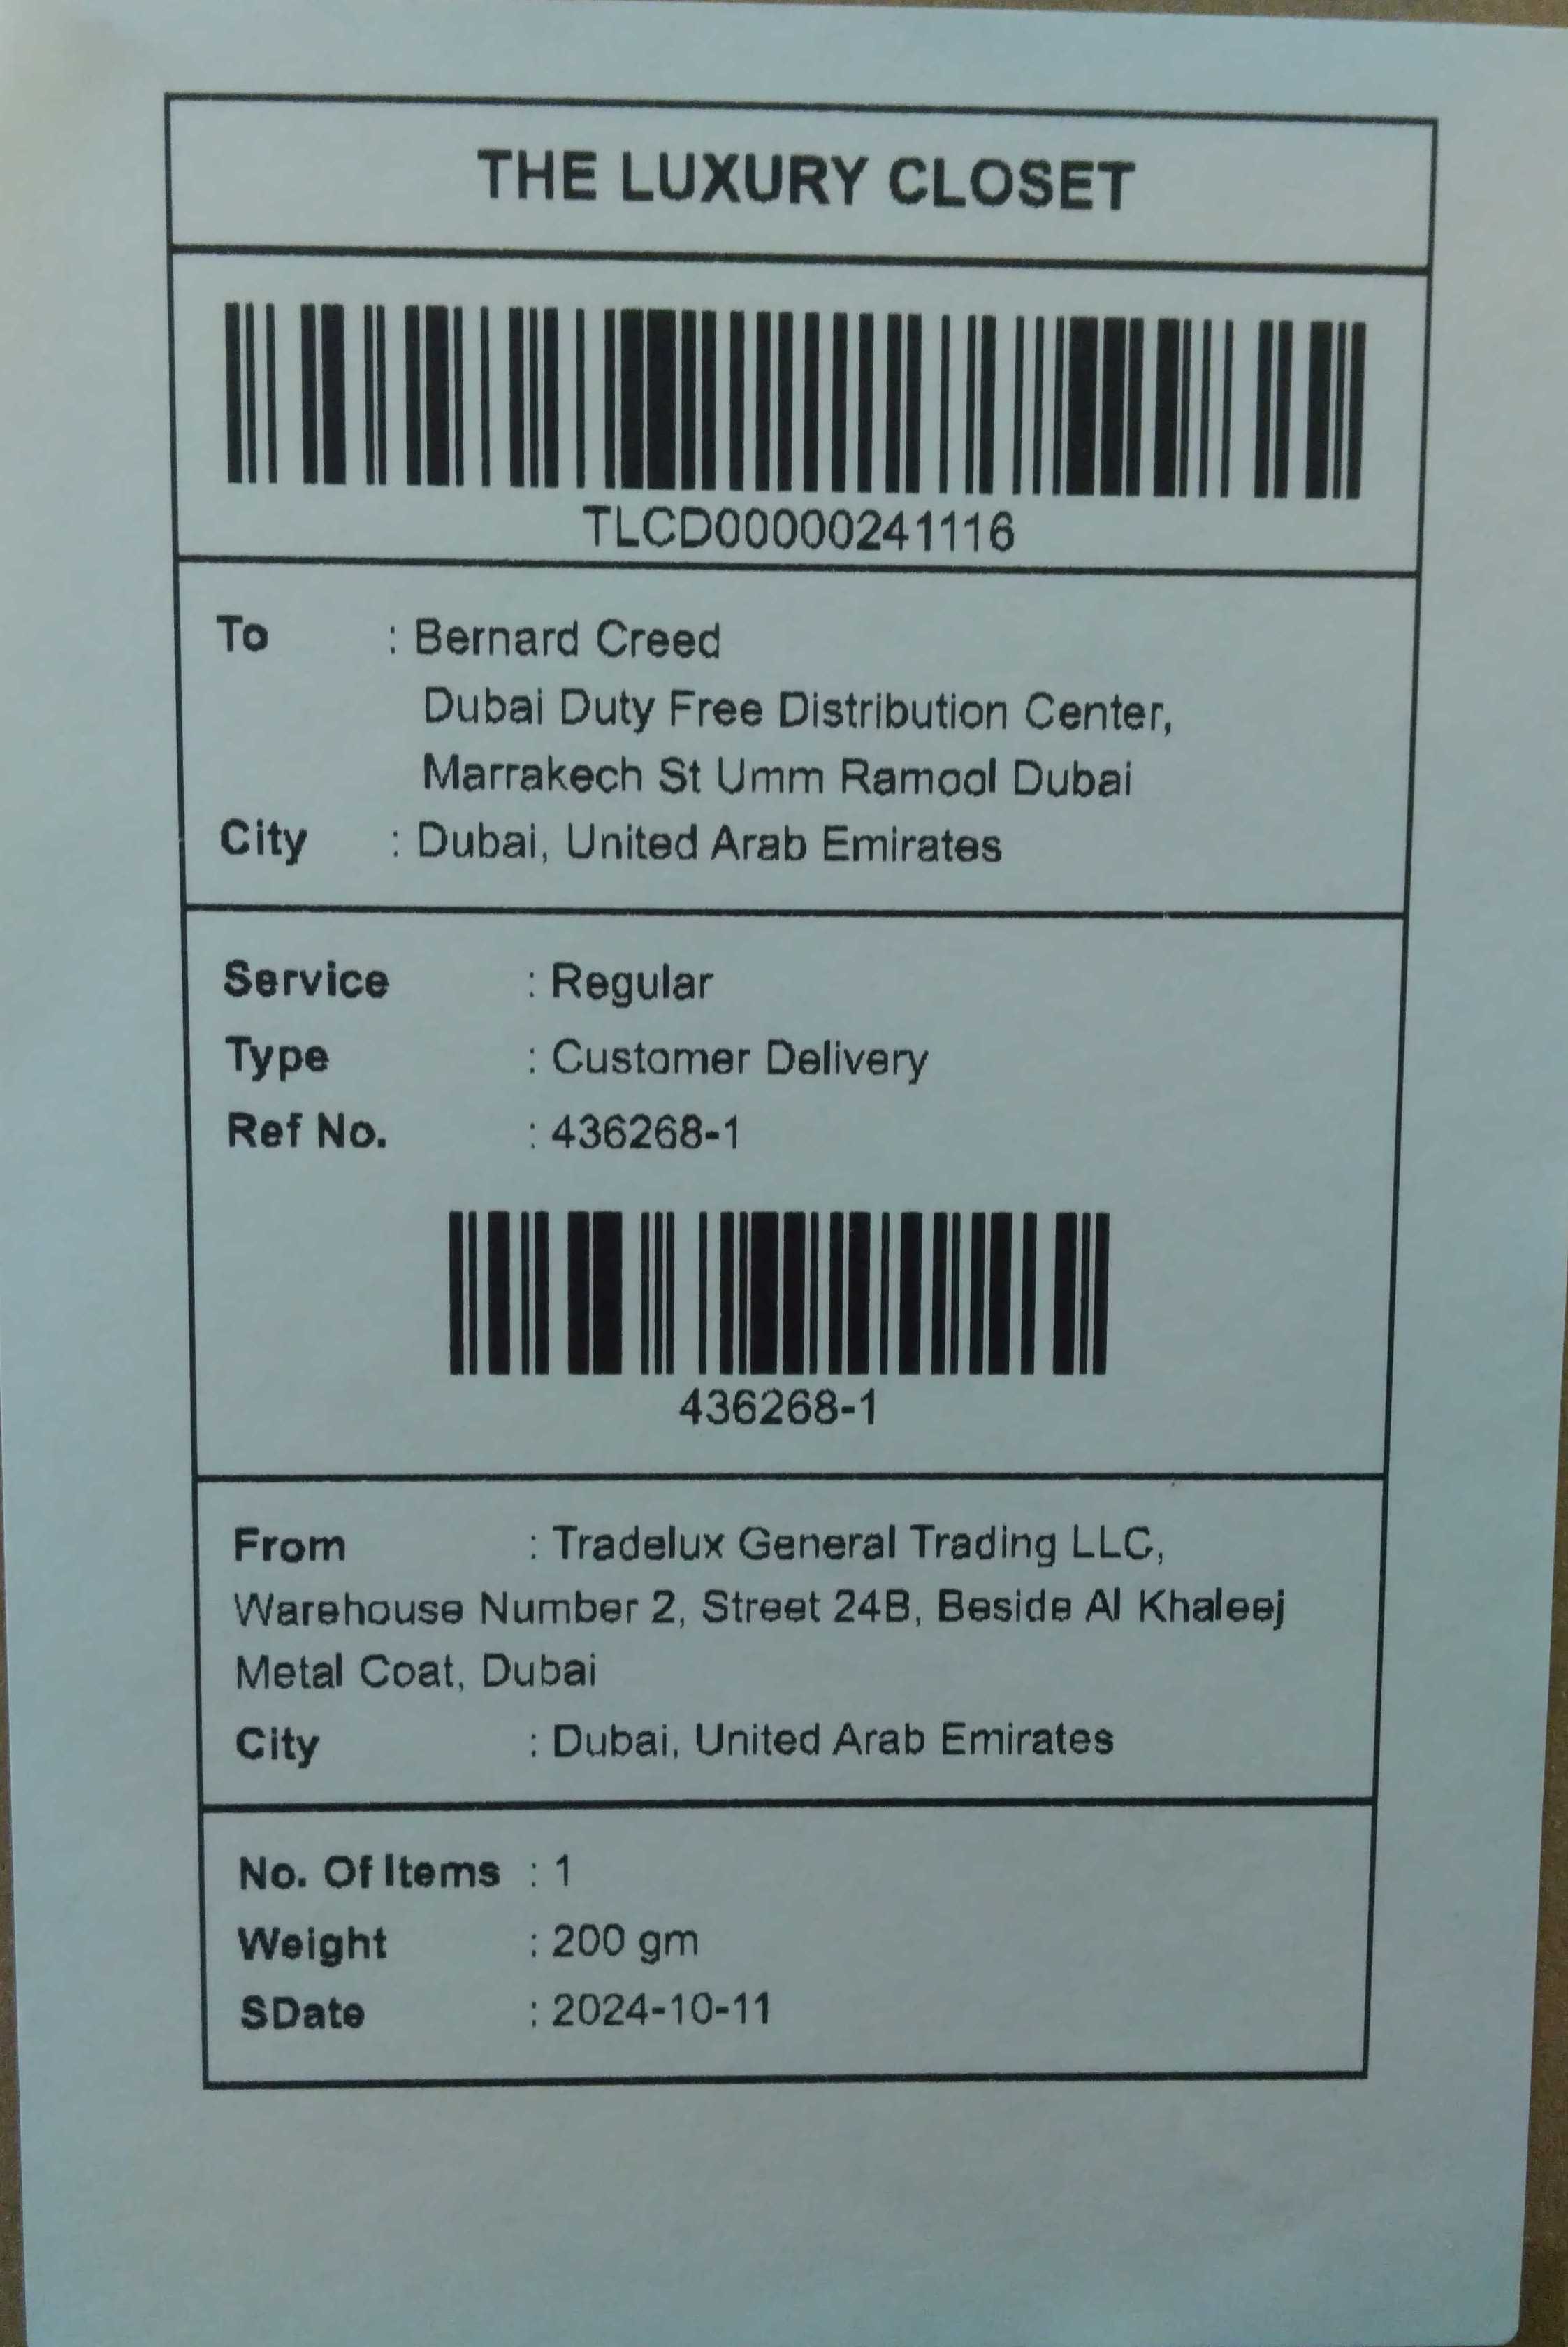 THE LUXURY CLOSET
TLCD00000241116
To : Bernard Creed
Dubai Duty Free Distribution Center,
Marrakech St Umm Ramool Dubai
City : Dubai, United Arab Emirates
Service : Regular
Type : Customer Delivery
Ref No. : 436268-1
436268-1
From : Tradelux General Trading LLC,
Warehouse Number 2, Street 24B, Beside Al Khaleej
Metal Coat, Dubai
City : Dubai, United Arab Emirates
No. Of Items : 1
Weight : 200 gm
SDate : 2024-10-11